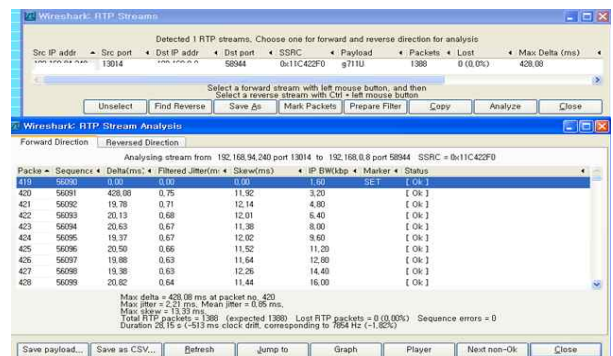 Wireshark: RTP Streams
Detected 1 RTP streams, Choose one for forward and reverse direction for analysis
Src IP addr Src port Dst IP addr Dst port SSRC Payload Packets Lost Max Delta (ms)
13014 58944 0x11C422F0 g711U 1388 0 (0,0%) 428,08
Select a forward stream with left mouse button, and then
Select a reverse stream with Ctrl + left mouse button
Unselect Find Reverse Save As Mark Packets Prepare Filter Copy Analyze Close
Wireshark: RTP Stream Analysis
Forward Direction Reversed Direction
Analysing stream from 192,168,94,240 port 13014 to 192,168,0,8 port 58944 SSRC = 0x11C422F0
Packe Sequence Delta(ms) Filtered Jitter(m Skew(ms) IP BW(kbp Marker Status
419 56090 0,00 0,00 0,00 1,60 SET [ Ok ]
420 56091 428,08 0,75 11,92 3,20 [ Ok ]
421 56092 19,78 0,71 12,14 4,80 [ Ok ]
422 56093 20,13 0,68 12,01 6,40 [ Ok ]
423 56094 20,63 0,67 11,38 8,00 [ Ok ]
424 56095 19,37 0,67 12,02 9,60 [ Ok ]
425 56096 20,50 0,66 11,52 11,20 [ Ok ]
426 56097 19,88 0,63 11,64 12,80 [ Ok ]
427 56098 19,38 0,63 12,26 14,40 [ Ok ]
428 56099 20,82 0,64 11,44 16,00 [ Ok ]
Max delta = 428,08 ms at packet no, 420
Max jitter = 2,21 ms, Mean jitter = 0,85 ms,
Max skew = 13,33 ms,
Total RTP packets = 1388 (expected 1388) Lost RTP packets = 0 (0,00%) Sequence errors = 0
Duration 28,15 s (-513 ms clock drift, corresponding to 7854 Hz (-1,82%)
Save payload... Save as CSV... Refresh Jump to Graph Player Next non-Ok Close